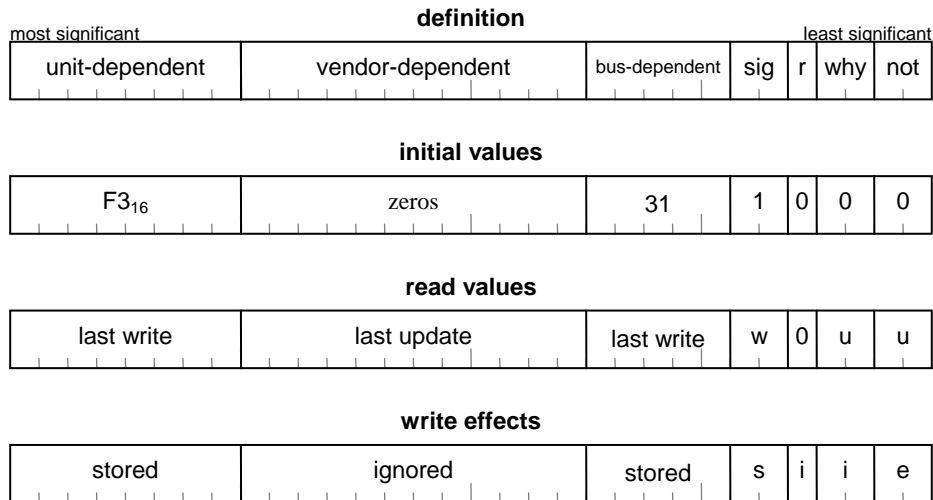 definition
most significant least significant
unit-dependent vendor-dependent bus-dependent sig r why not
initial values
F3₁₆ zeros 31 1 0 0 0
read values
last write last update last write w 0 u u
write effects
stored ignored stored s i i e